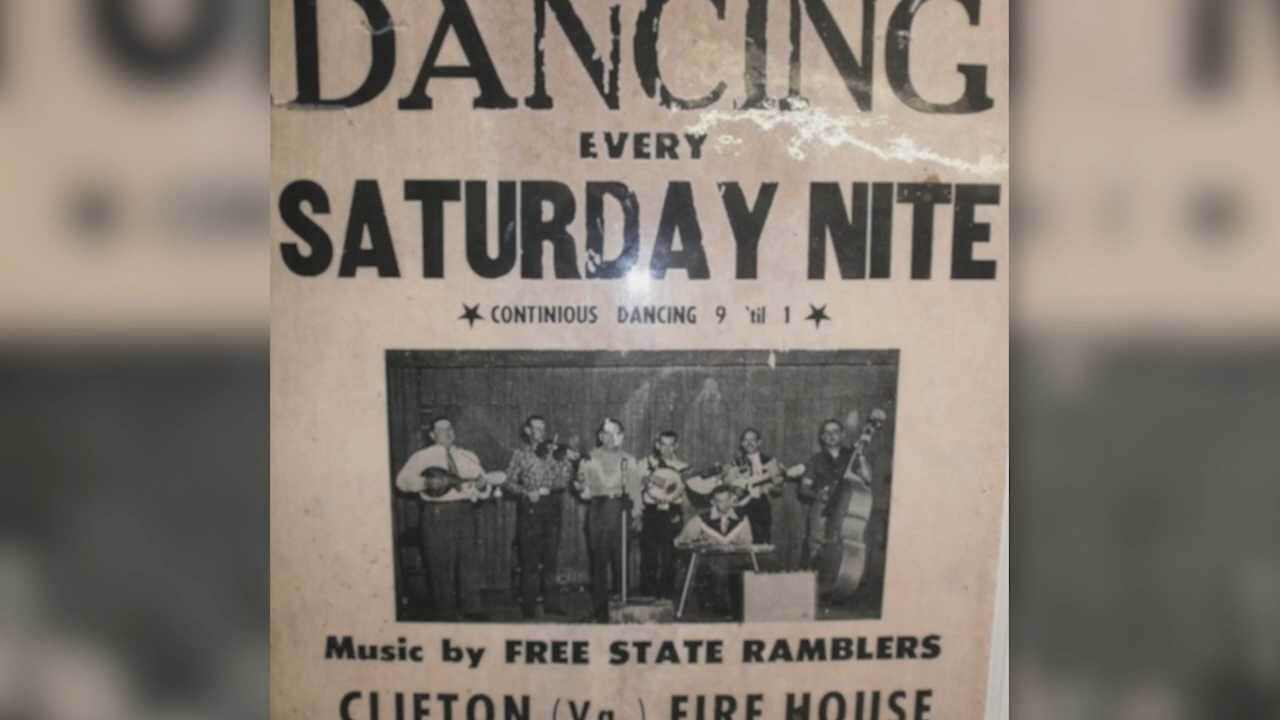 DANCING
EVERY
SATURDAY NITE
★ CONTINIOUS DANCING 9 'til 1 ★
Music by FREE STATE RAMBLERS
CLIFTON (Va.) FIRE HOUSE